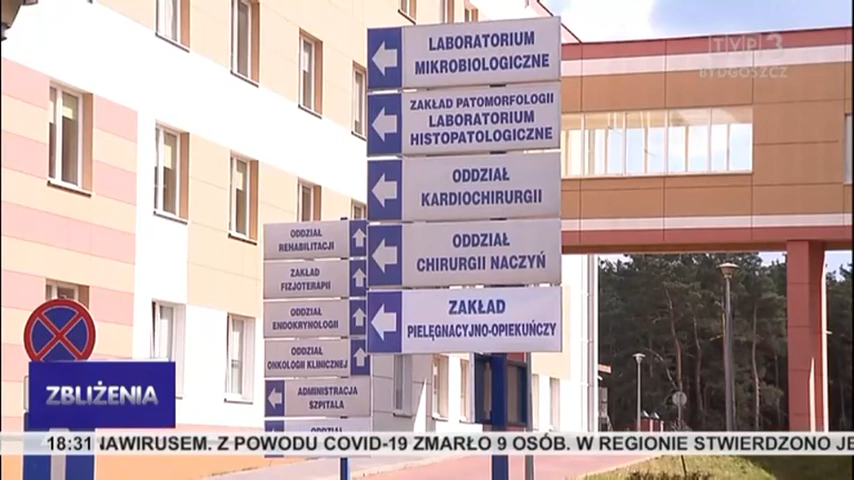 TVP3
BYDGOSZCZ
LABORATORIUM
MIKROBIOLOGICZNE
ZAKŁAD PATOMORFOLOGII
LABORATORIUM
HISTOPATOLOGICZNE
ODDZIAŁ
KARDIOCHIRURGII
ODDZIAŁ
CHIRURGII NACZYŃ
ZAKŁAD
PIELĘGNACYJNO-OPIEKUŃCZY
ODDZIAŁ
REHABILITACJI
ZAKŁAD
FIZJOTERAPII
ODDZIAŁ
ENDOKRYNOLOGII
ODDZIAŁ
ONKOLOGII KLINICZNEJ
ADMINISTRACJA
SZPITALA
ODDZIAŁ
ZBLIŻENIA
18:31 NAWIRUSEM. Z POWODU COVID-19 ZMARŁO 9 OSÓB. W REGIONIE STWIERDZONO JE